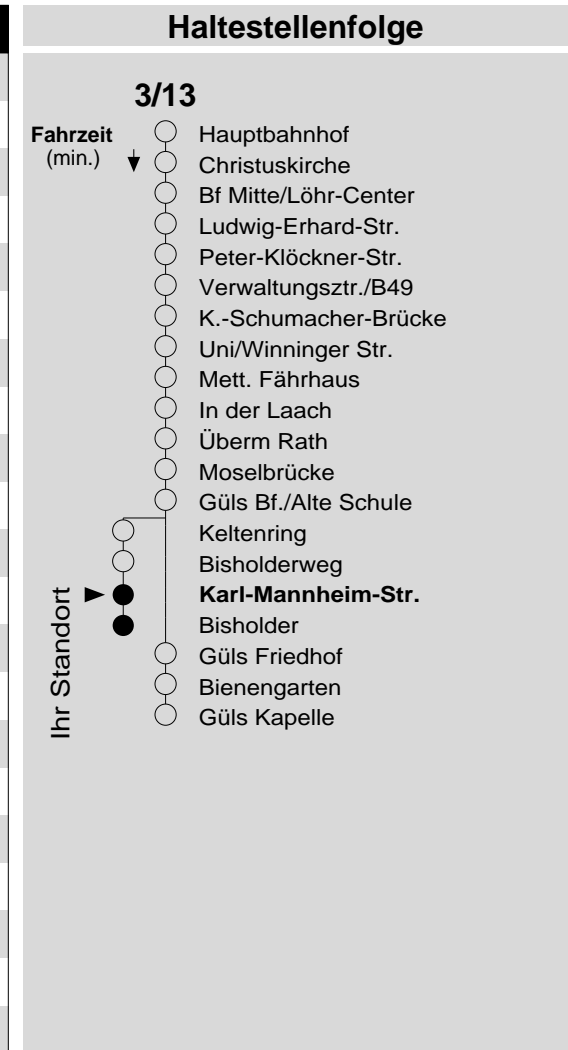 Haltestellenfolge
3/13
Fahrzeit
(min.)
Hauptbahnhof
Christuskirche
Bf Mitte/Löhr-Center
Ludwig-Erhard-Str.
Peter-Klöckner-Str.
Verwaltungsztr./B49
K.-Schumacher-Brücke
Uni/Winninger Str.
Mett. Fährhaus
In der Laach
Überm Rath
Moselbrücke
Güls Bf./Alte Schule
Keltenring
Bisholderweg
Karl-Mannheim-Str.
Bisholder
Güls Friedhof
Bienengarten
Güls Kapelle
Ihr Standort